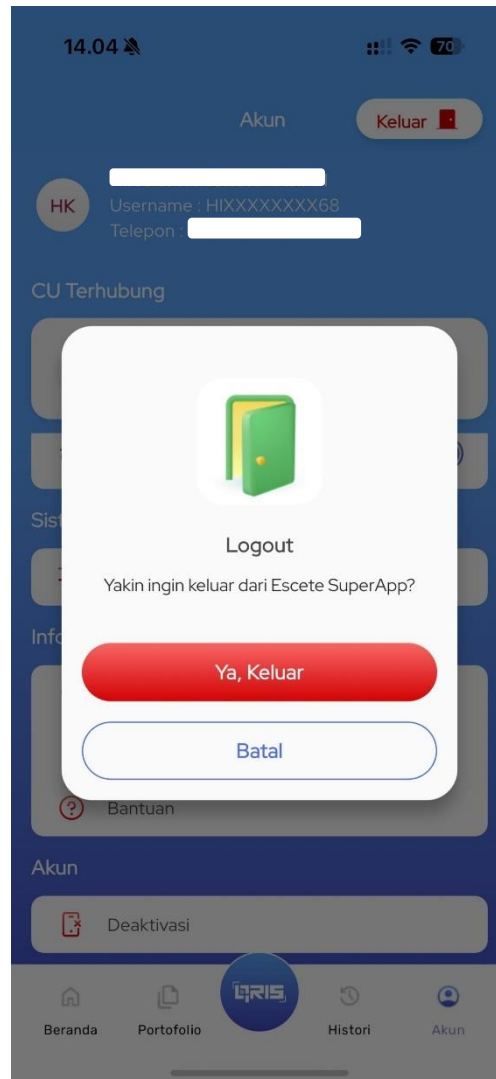 14.04
70
Akun
Keluar
HK
Username : HIXXXXXXXX68
Telepon :
CU Terhubung
Logout
Yakin ingin keluar dari Escete SuperApp?
Ya, Keluar
Batal
Bantuan
Akun
Deaktivasi
QRIS
Beranda
Portofolio
Histori
Akun